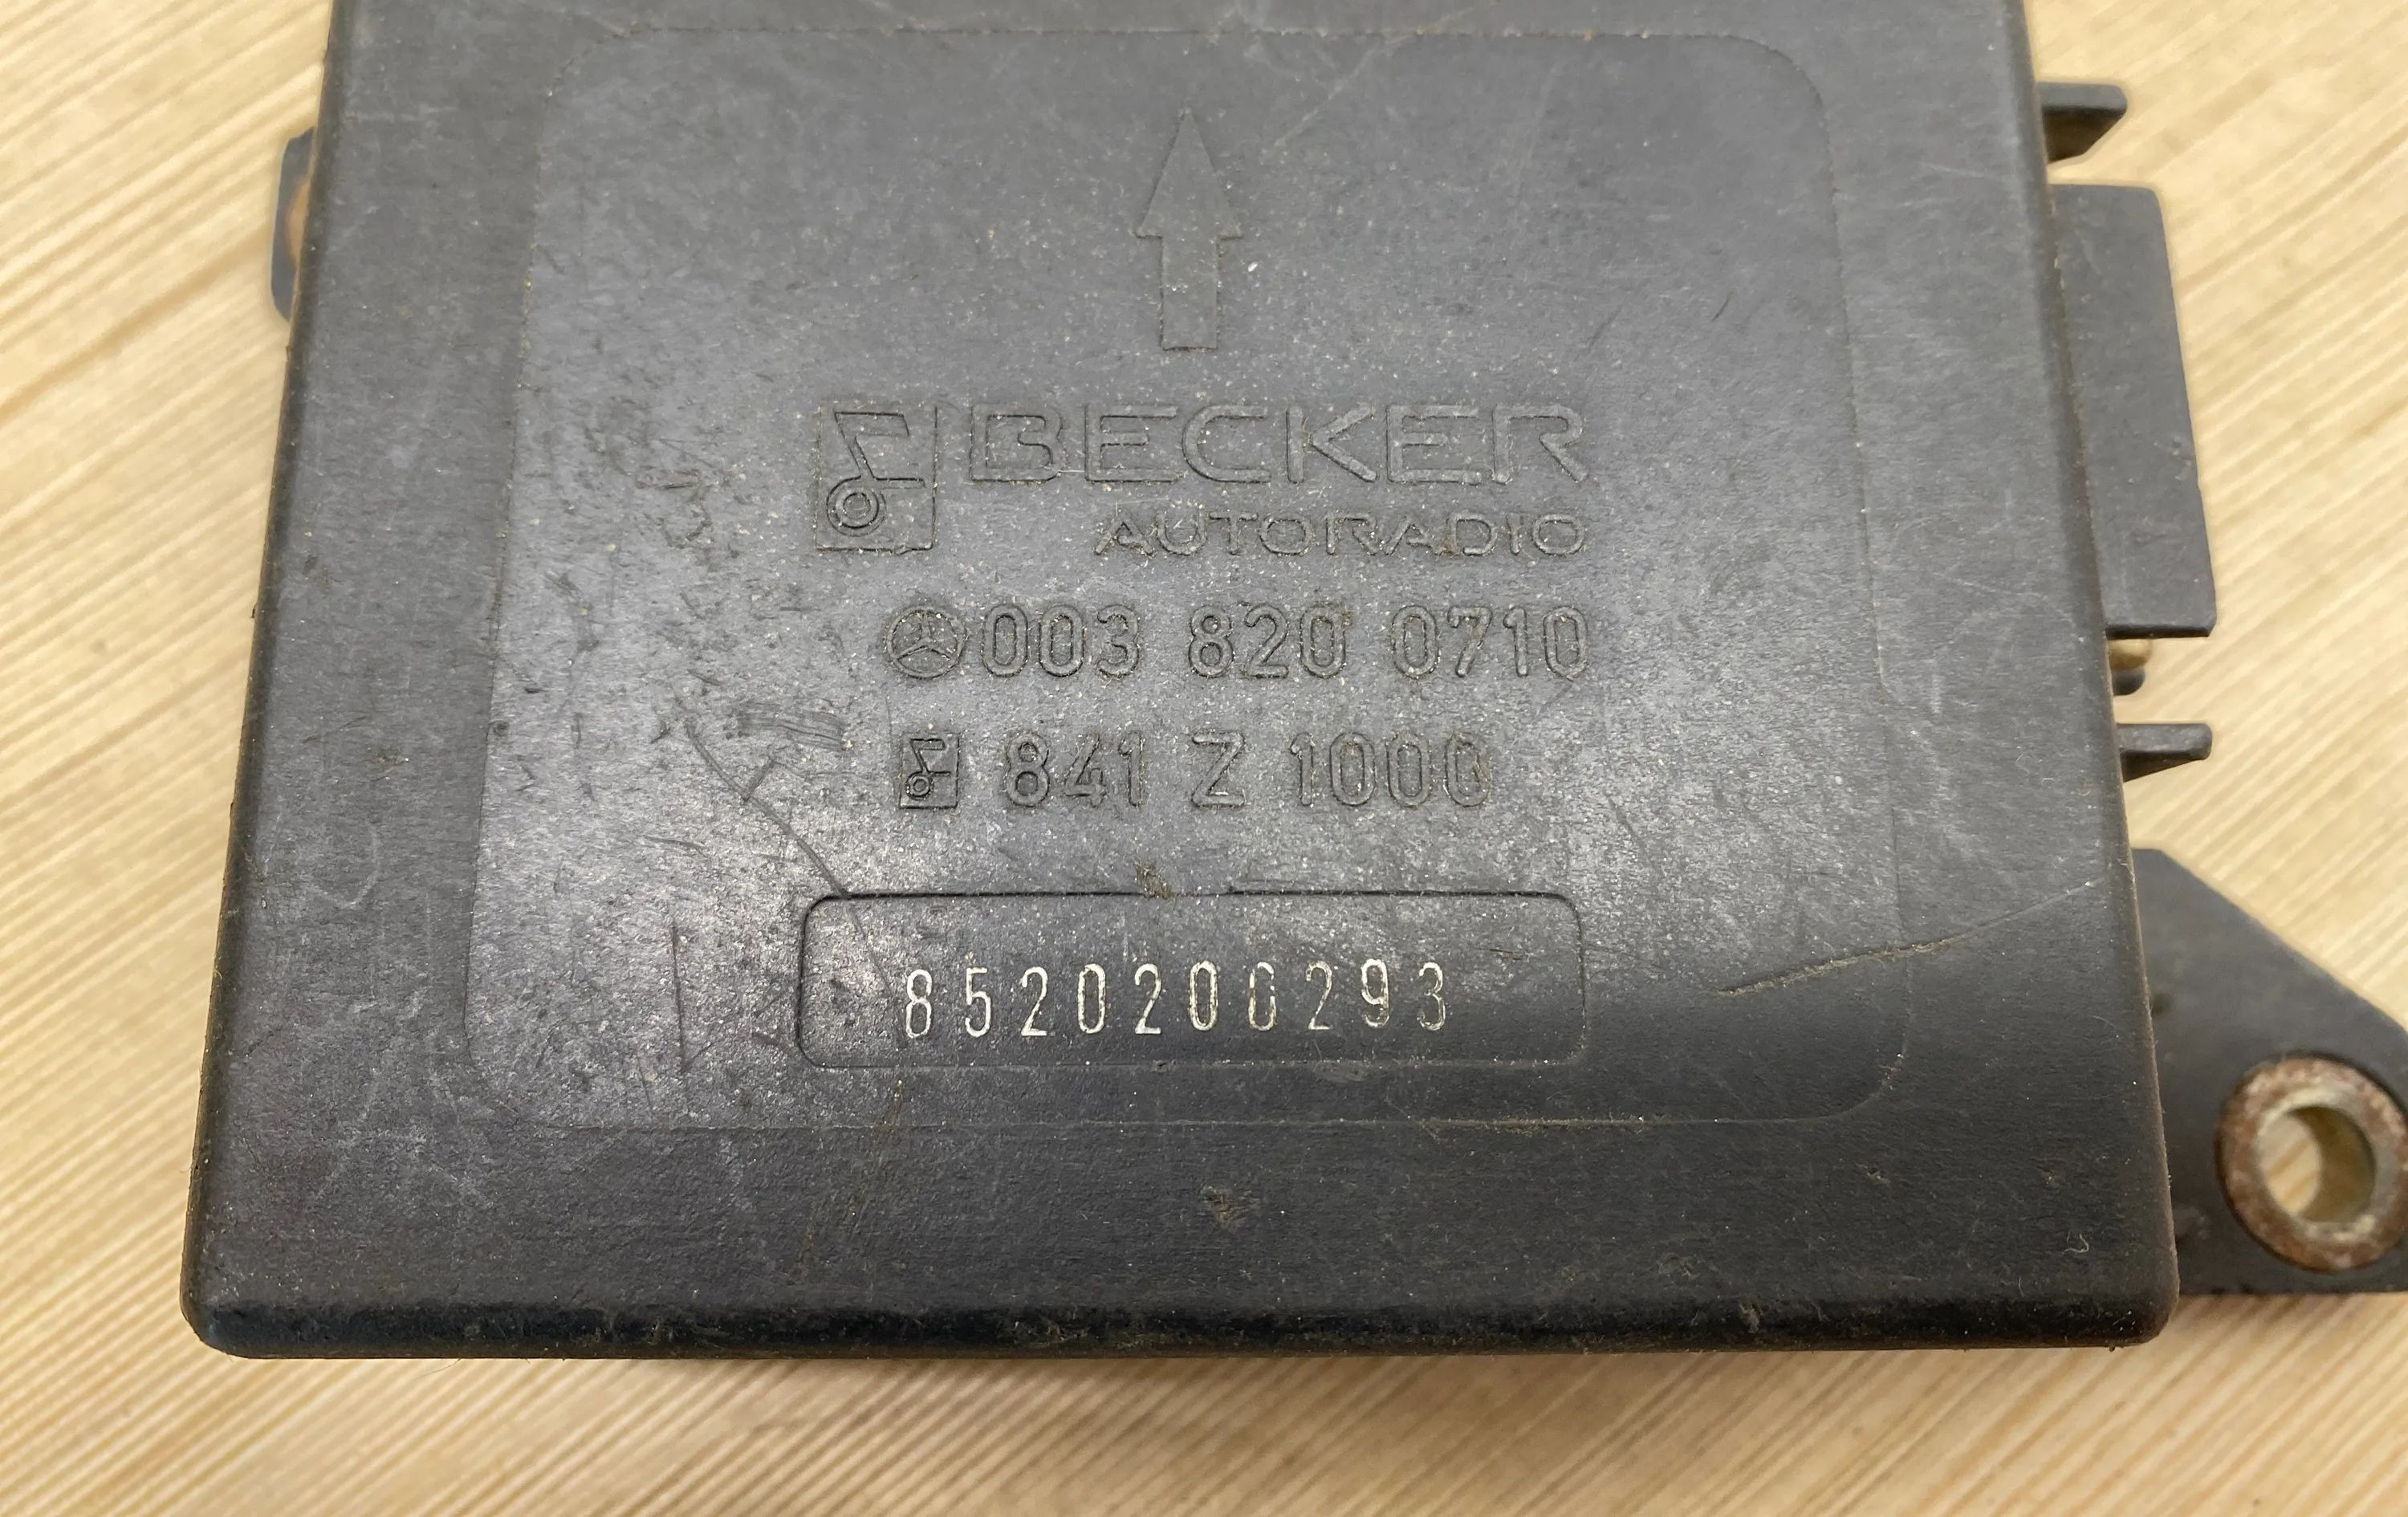 BECKER
AUTORADIO
003 820 0710
841 Z 1000
8520200293